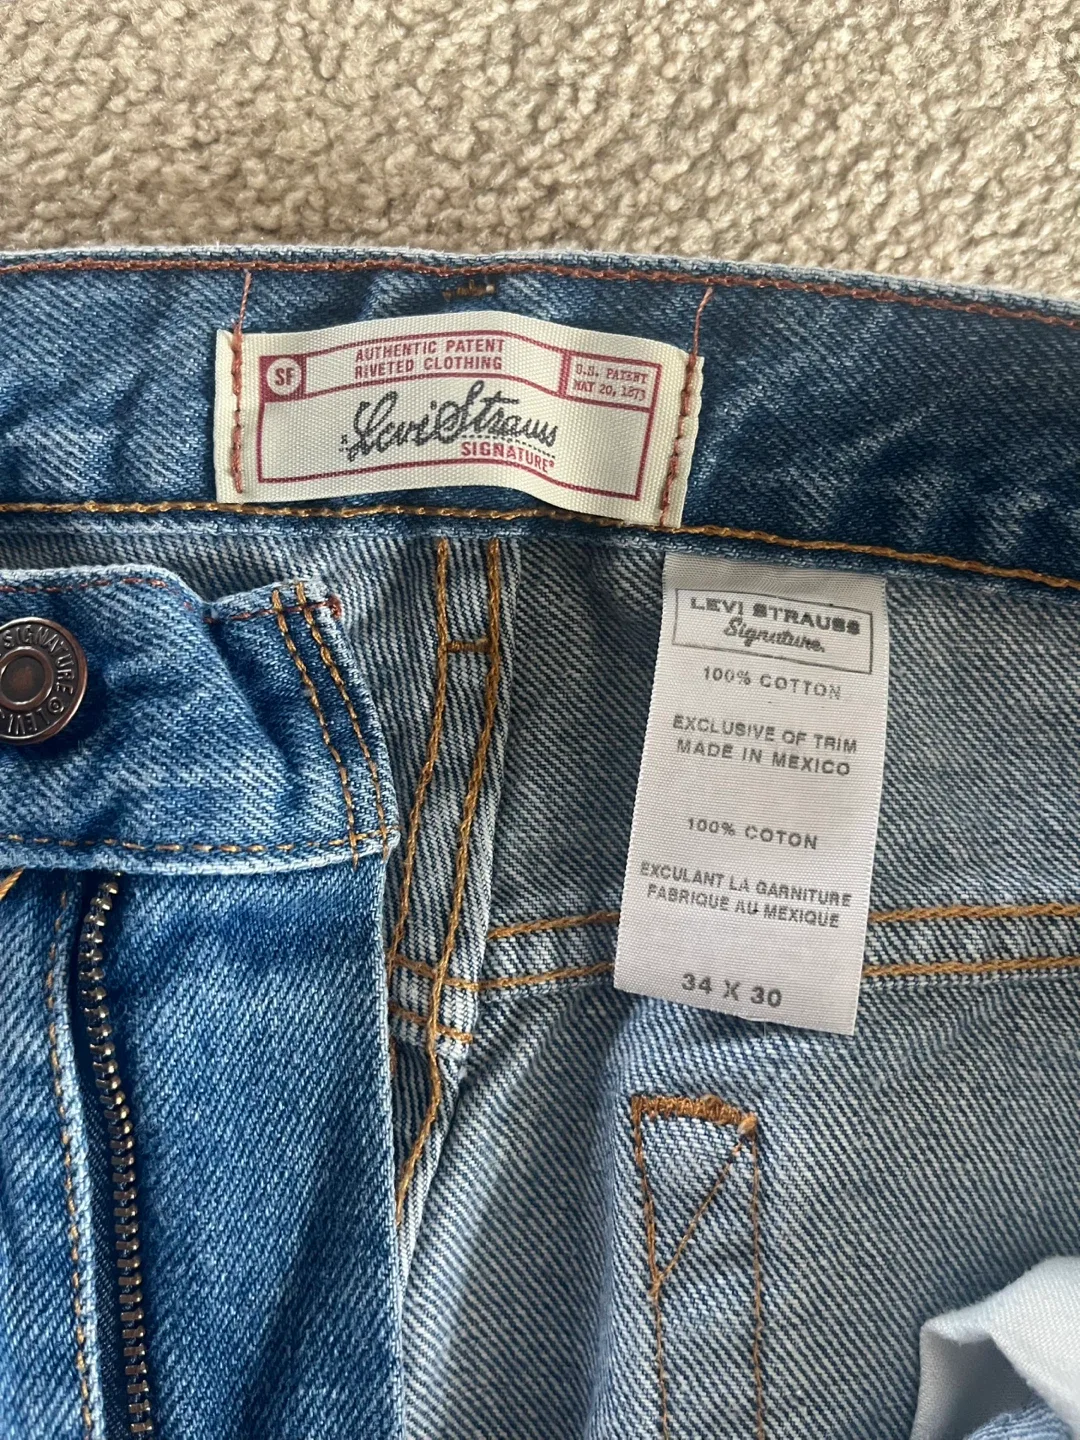 SF
AUTHENTIC PATENT
RIVETED CLOTHING
U.S. PATENT
MAY 20, 1873
Levi Strauss
SIGNATURE®
SIGNATURE
LEVI STRAUSS
Signature.
100% COTTON
EXCLUSIVE OF TRIM
MADE IN MEXICO
100% COTON
EXCULANT LA GARNITURE
FABRIQUE AU MEXIQUE
34 X 30